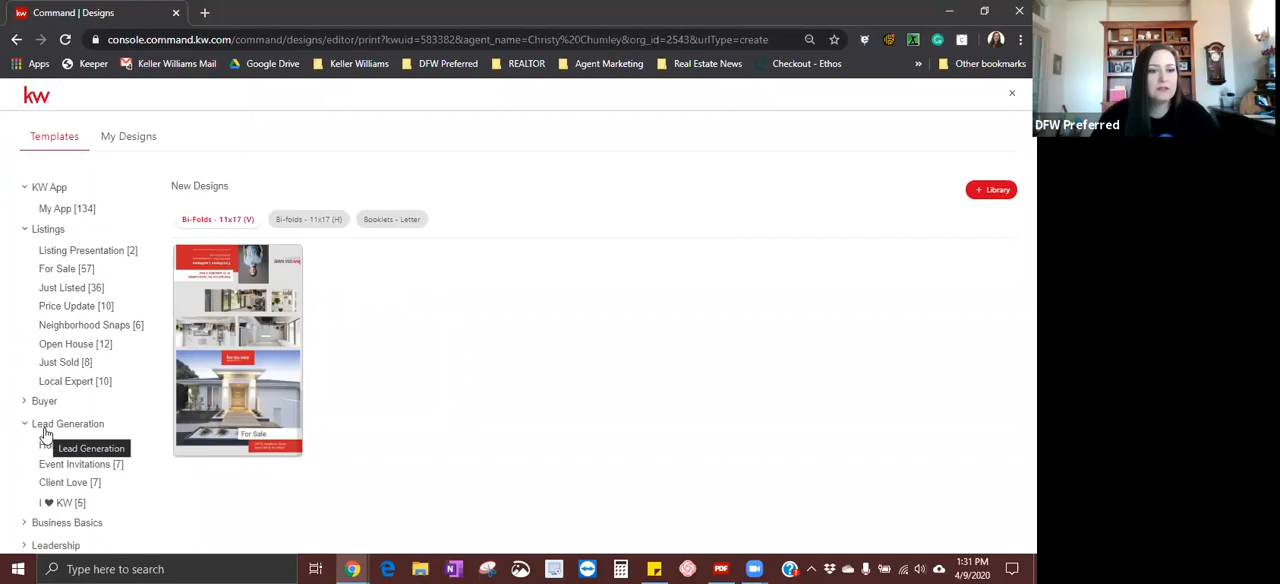 kw Command | Designs
console.command.kw.com/command/designs/editor/print?kwuid=583382&agent_name=Christy%20Chumley&org_id=2543&urlType=create
Apps Keeper Keller Williams Mail Google Drive Keller Williams DFW Preferred REALTOR Agent Marketing Real Estate News Checkout - Ethos » Other bookmarks
DFW Preferred
kw
Templates My Designs
KW App
My App [134]
Listings
Listing Presentation [2]
For Sale [57]
Just Listed [36]
Price Update [10]
Neighborhood Snaps [6]
Open House [12]
Just Sold [8]
Local Expert [10]
Buyer
Lead Generation
Lead Generation
Event Invitations [7]
Client Love [7]
I ♥ KW [5]
Business Basics
Leadership
New Designs
+ Library
Bi-Folds - 11x17 (V) Bi-folds - 11x17 (H) Booklets - Letter
For Sale
Type here to search
PDF
1:31 PM
4/9/2020